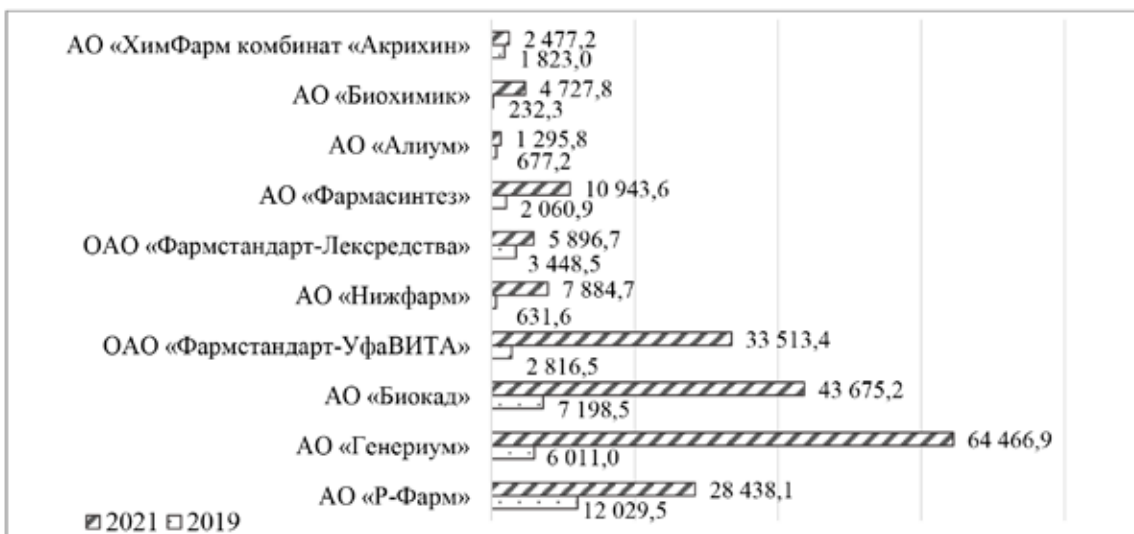 АО «ХимФарм комбинат «Акрихин» 2 477,2
1 823,0
АО «Биохимик» 4 727,8
232,3
АО «Алиум» 1 295,8
677,2
АО «Фармасинтез» 10 943,6
2 060,9
ОАО «Фармстандарт-Лексредства» 5 896,7
3 448,5
АО «Нижфарм» 7 884,7
631,6
ОАО «Фармстандарт-УфаВИТА» 33 513,4
2 816,5
АО «Биокад» 43 675,2
7 198,5
АО «Генериум» 64 466,9
6 011,0
АО «Р-Фарм» 28 438,1
12 029,5
2021 2019